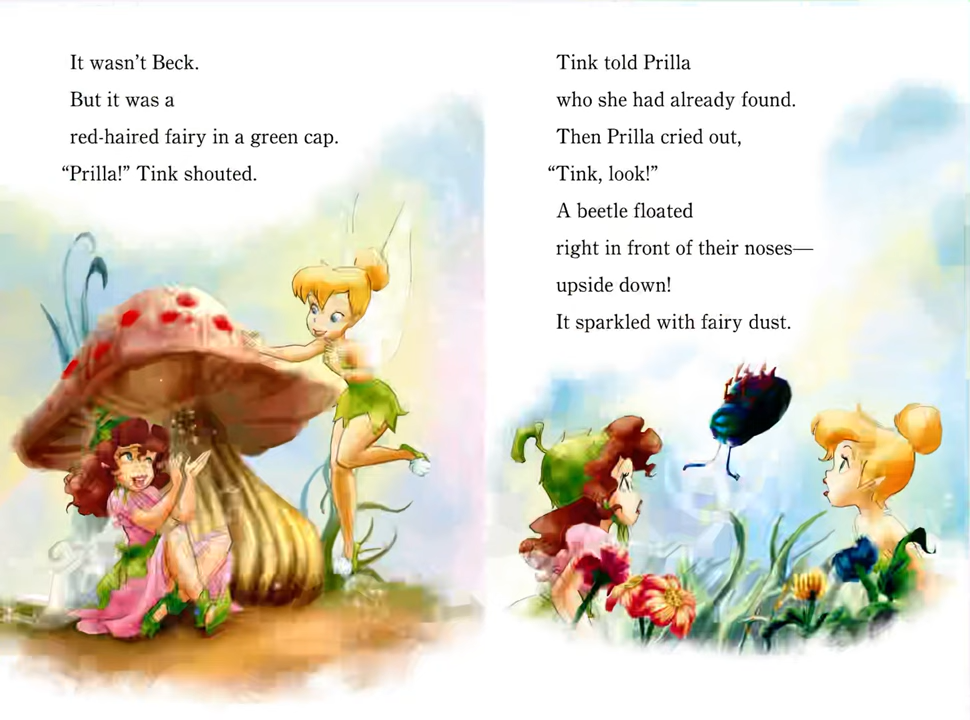 It wasn’t Beck.
But it was a
red-haired fairy in a green cap.
“Prilla!” Tink shouted.
Tink told Prilla
who she had already found.
Then Prilla cried out,
“Tink, look!”
A beetle floated
right in front of their noses—
upside down!
It sparkled with fairy dust.